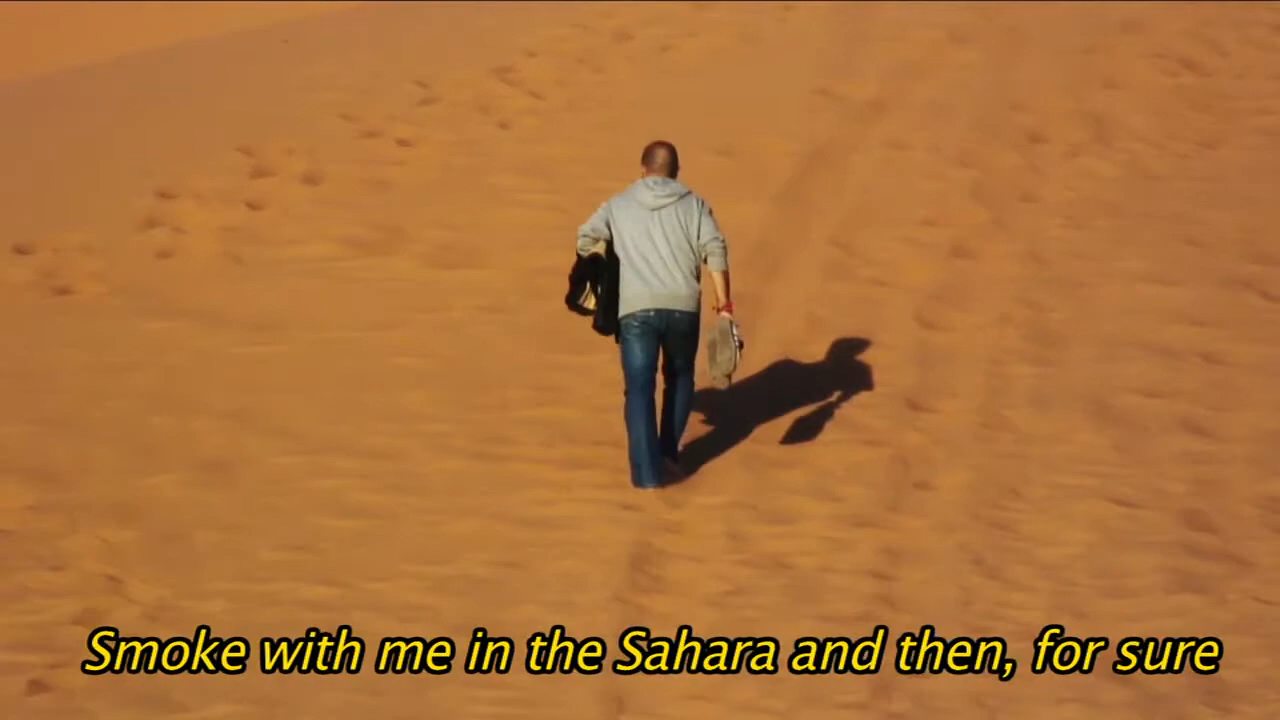 Smoke with me in the Sahara and then, for sure